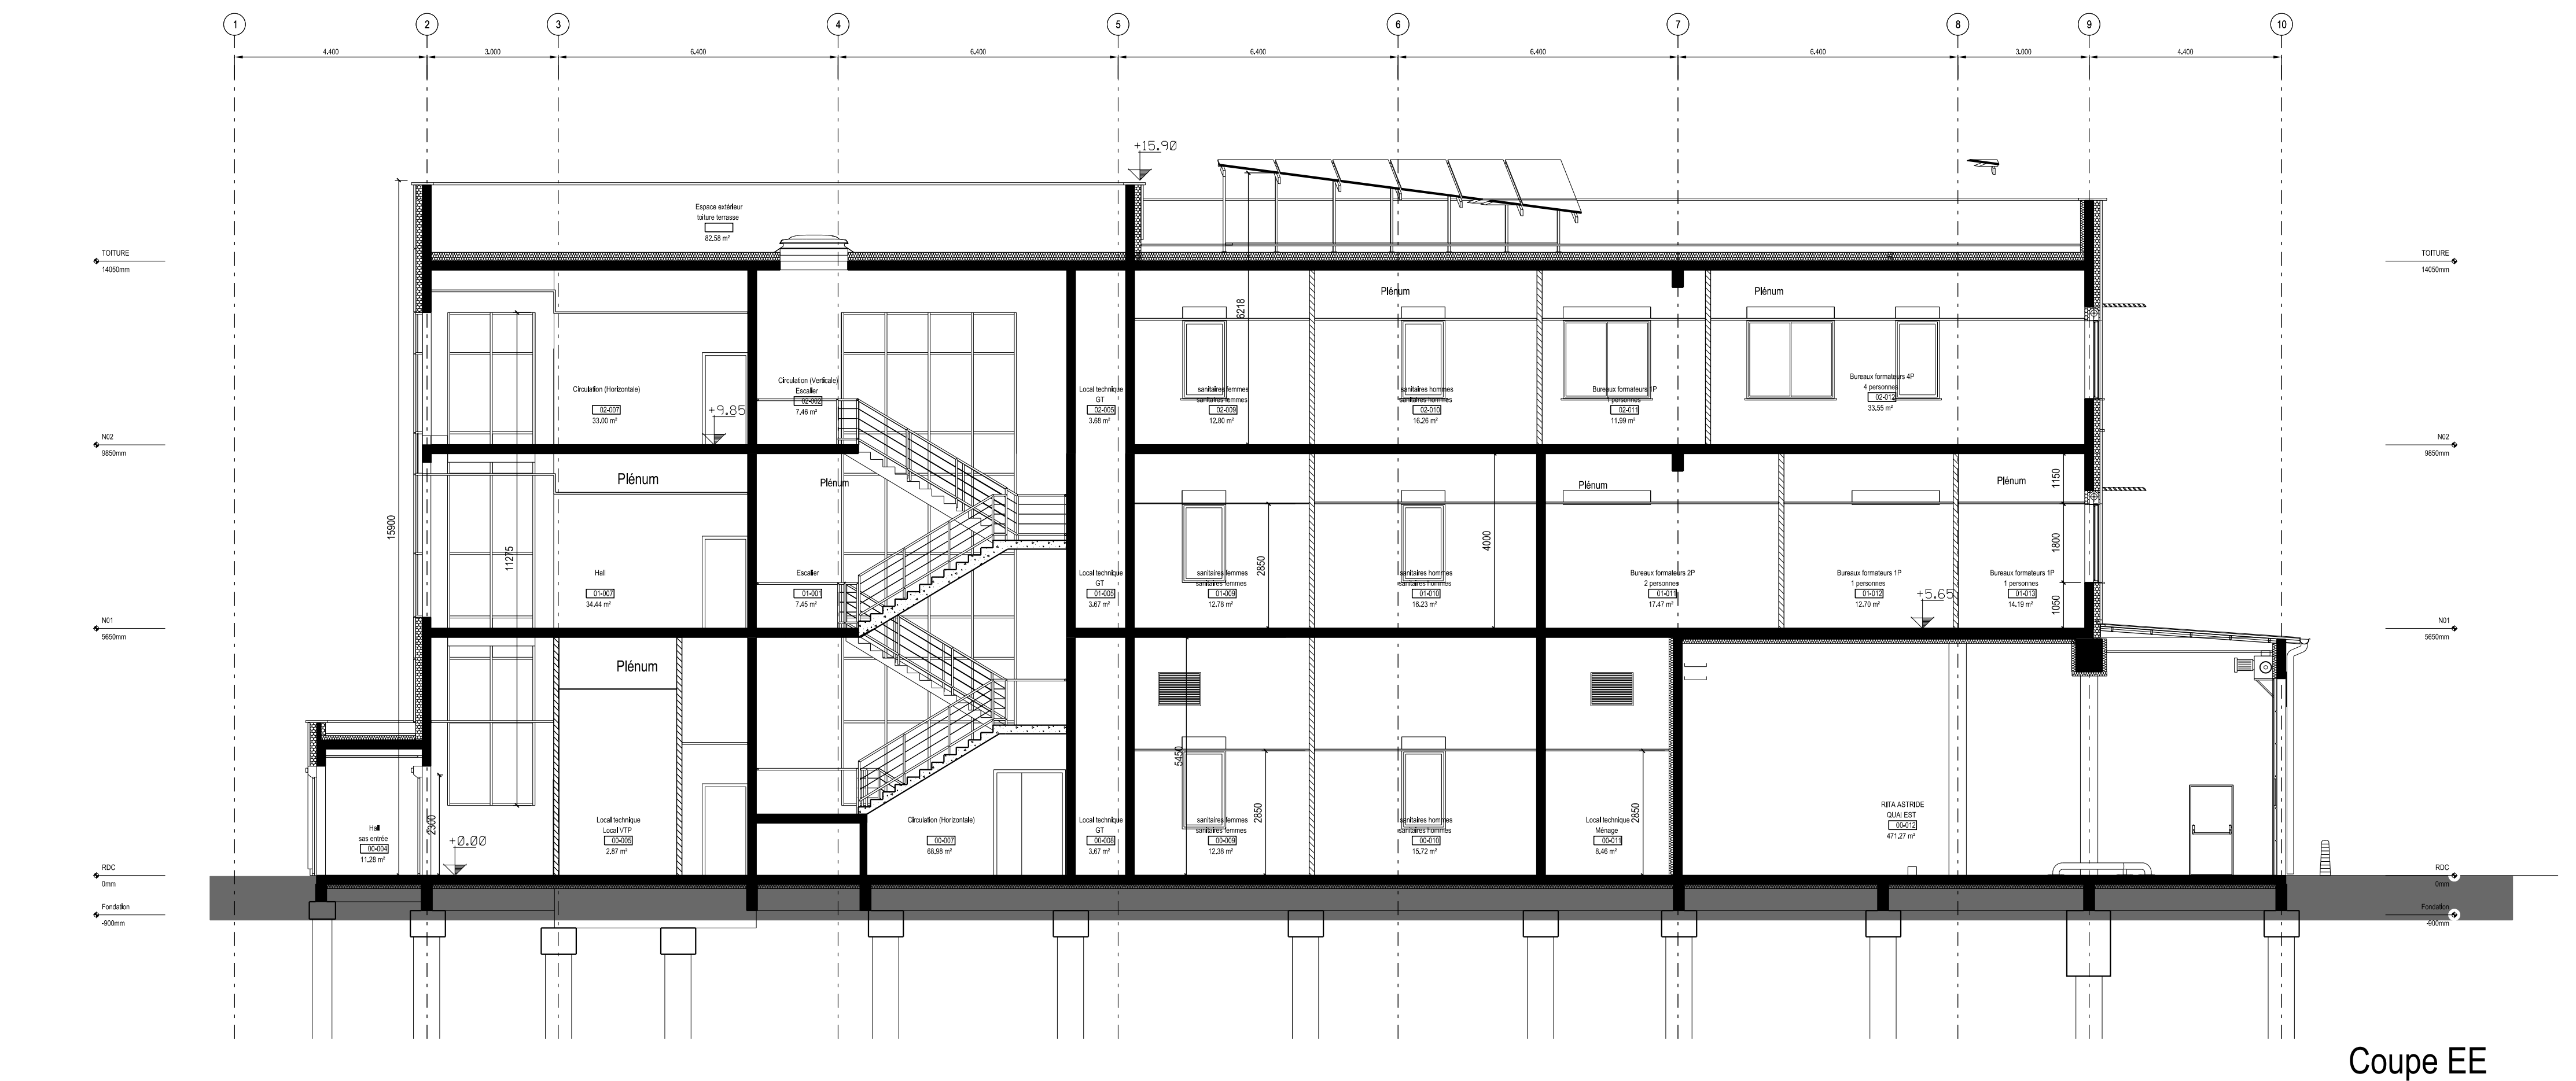 1 2 3 4 5 6 7 8 9 10
4.400 3.000 6.400 6.400 6.400 6.400 6.400 3.000 4.400
+15.90
Espace extérieur
toiture terrasse
82,58 m²
TOITURE
14050mm
TOITURE
14050mm
Plénum
Plénum
6218
Circulation (Horizontale)
02-007
33,00 m²
+9.85
Circulation (Verticale)
Escalier
02-002
7,46 m²
Local technique
GT
02-005
3,68 m²
sanitaires femmes
sanitaires femmes
02-009
12,80 m²
sanitaires hommes
sanitaires hommes
02-010
16,26 m²
Bureaux formateurs 1P
1 personnes
02-011
11,99 m²
Bureaux formateurs 4P
4 personnes
02-012
33,55 m²
N02
9850mm
N02
9850mm
Plénum
Plénum
Plénum
Plénum
15900
11275
2850
4000
1150
1800
1050
Hall
01-007
34,44 m²
Escalier
01-001
7,45 m²
Local technique
GT
01-005
3,67 m²
sanitaires femmes
sanitaires femmes
01-009
12,78 m²
sanitaires hommes
sanitaires hommes
01-010
16,23 m²
Bureaux formateurs 2P
2 personnes
01-011
17,47 m²
Bureaux formateurs 1P
1 personnes
01-012
12,70 m²
+5.65
Bureaux formateurs 1P
1 personnes
01-013
14,19 m²
N01
5650mm
N01
5650mm
Plénum
5450
2850
2850
2300
Hall
sas entrée
00-004
11,28 m²
+0.00
Local technique
Local VTP
00-005
2,87 m²
Circulation (Horizontale)
00-007
68,98 m²
Local technique
GT
00-008
3,67 m²
sanitaires femmes
sanitaires femmes
00-009
12,38 m²
sanitaires hommes
sanitaires hommes
00-010
15,72 m²
Local technique
Ménage
00-011
8,46 m²
RITA ASTRIDE
QUAI EST
00-012
471,27 m²
RDC
0mm
RDC
0mm
Fondation
-900mm
Fondation
-900mm
Coupe EE